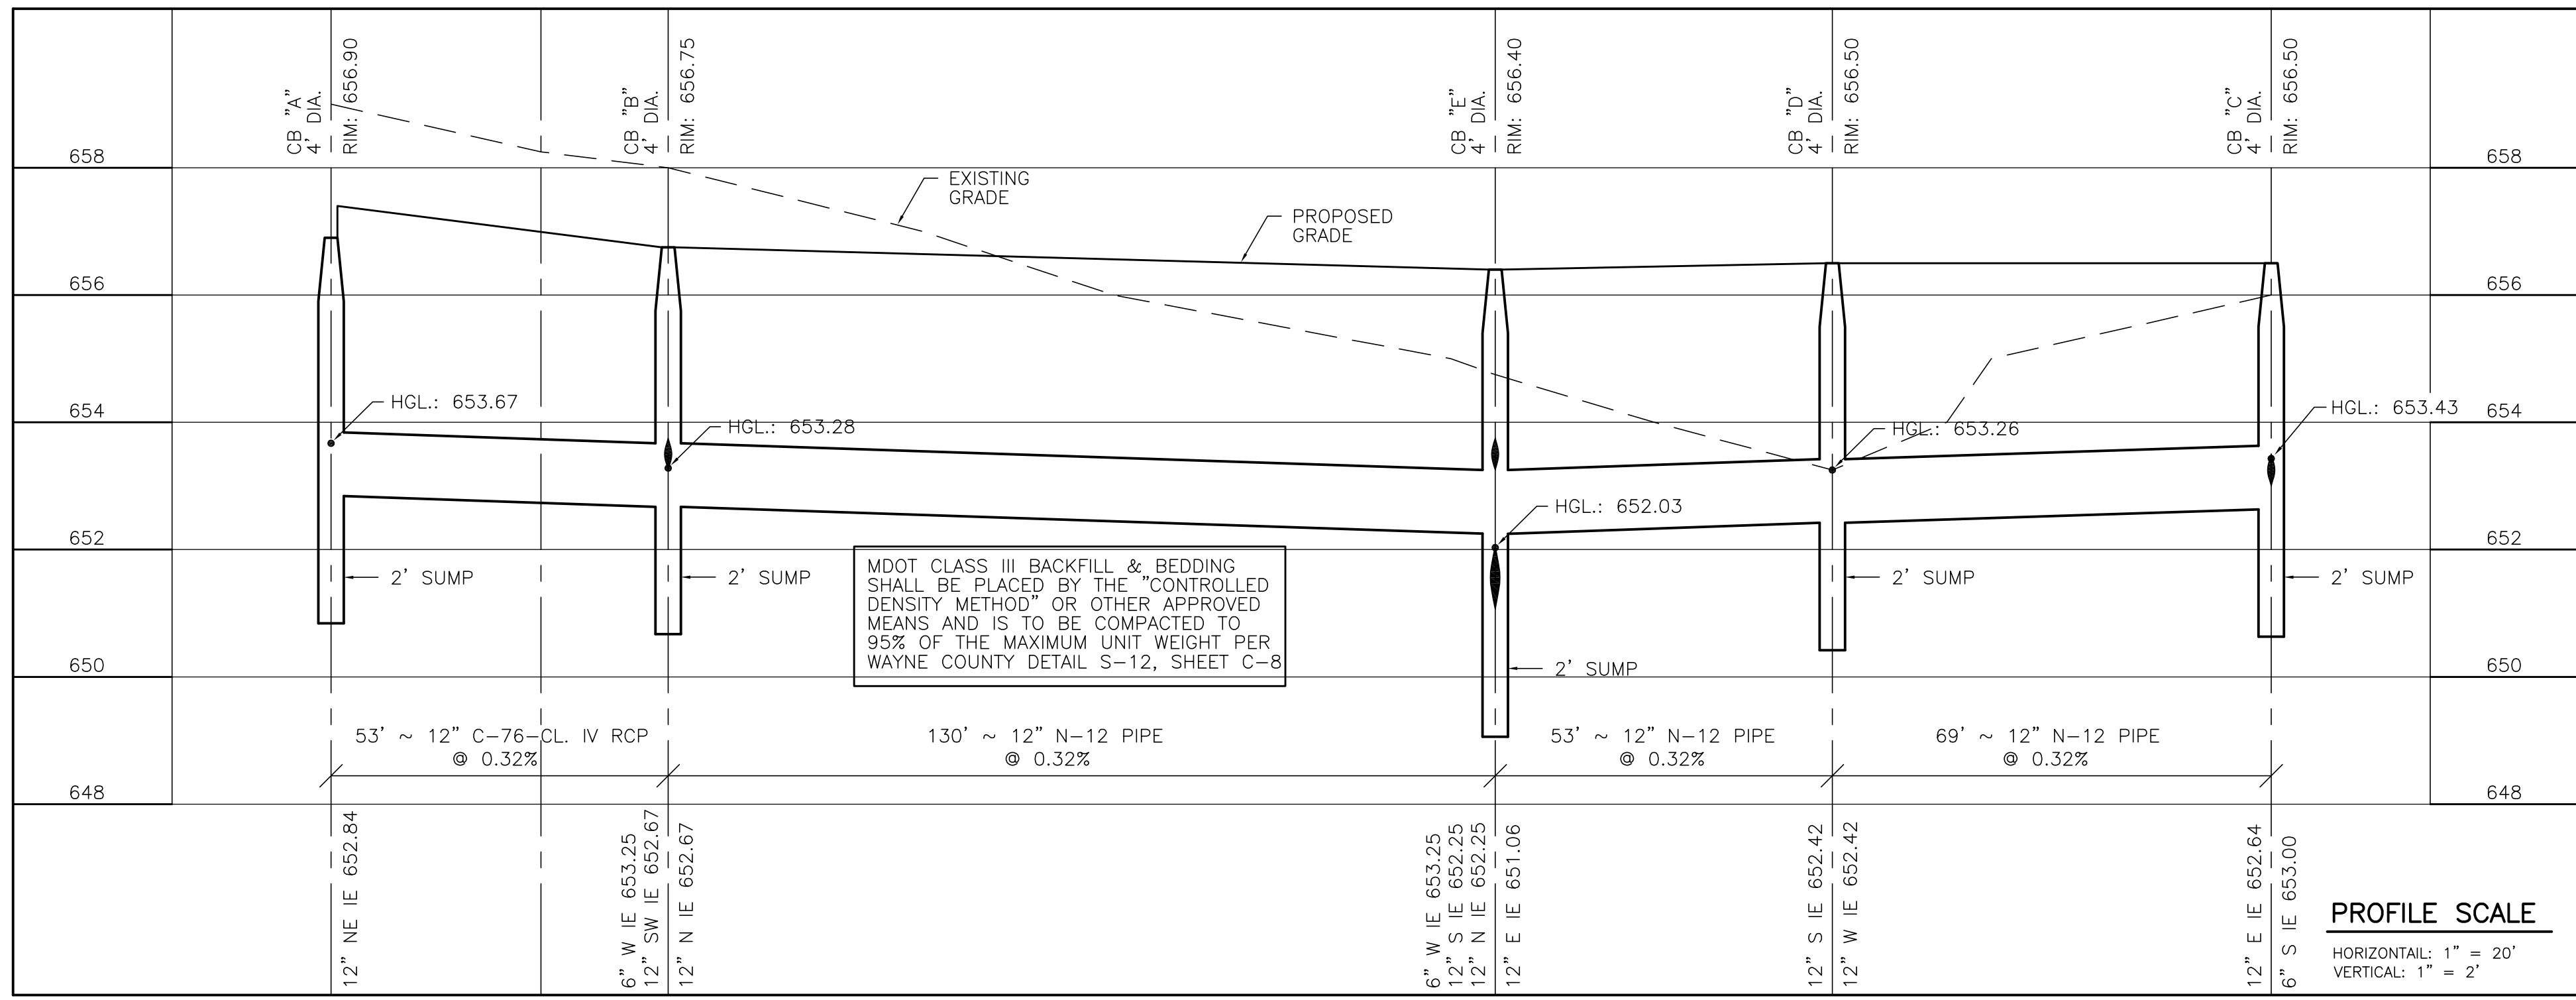 CB "A"
4' DIA.
RIM: 656.90
CB "B"
4' DIA.
RIM: 656.75
CB "E"
4' DIA.
RIM: 656.40
CB "D"
4' DIA.
RIM: 656.50
CB "C"
4' DIA.
RIM: 656.50
658
658
EXISTING
GRADE
PROPOSED
GRADE
656
656
654
HGL.: 653.67
HGL.: 653.28
HGL.: 653.26
HGL.: 653.43
654
HGL.: 652.03
652
652
2' SUMP
2' SUMP
MDOT CLASS III BACKFILL & BEDDING
SHALL BE PLACED BY THE "CONTROLLED
DENSITY METHOD" OR OTHER APPROVED
MEANS AND IS TO BE COMPACTED TO
95% OF THE MAXIMUM UNIT WEIGHT PER
WAYNE COUNTY DETAIL S-12, SHEET C-8
2' SUMP
2' SUMP
2' SUMP
650
650
53' ~ 12" C-76-CL. IV RCP
@ 0.32%
130' ~ 12" N-12 PIPE
@ 0.32%
53' ~ 12" N-12 PIPE
@ 0.32%
69' ~ 12" N-12 PIPE
@ 0.32%
648
648
12" NE IE 652.84
6" W IE 653.25
12" SW IE 652.67
12" N IE 652.67
6" W IE 653.25
12" S IE 652.25
12" N IE 652.25
12" E IE 651.06
12" S IE 652.42
12" W IE 652.42
12" E IE 652.64
6" S IE 653.00
PROFILE SCALE
HORIZONTAIL: 1" = 20'
VERTICAL: 1" = 2'